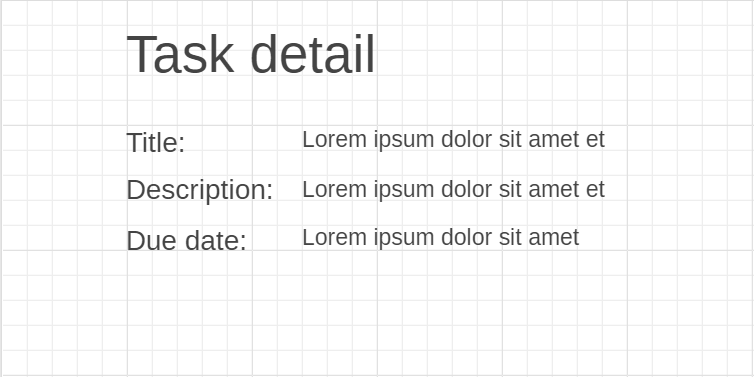 Task detail
Title: Lorem ipsum dolor sit amet et
Description: Lorem ipsum dolor sit amet et
Due date: Lorem ipsum dolor sit amet